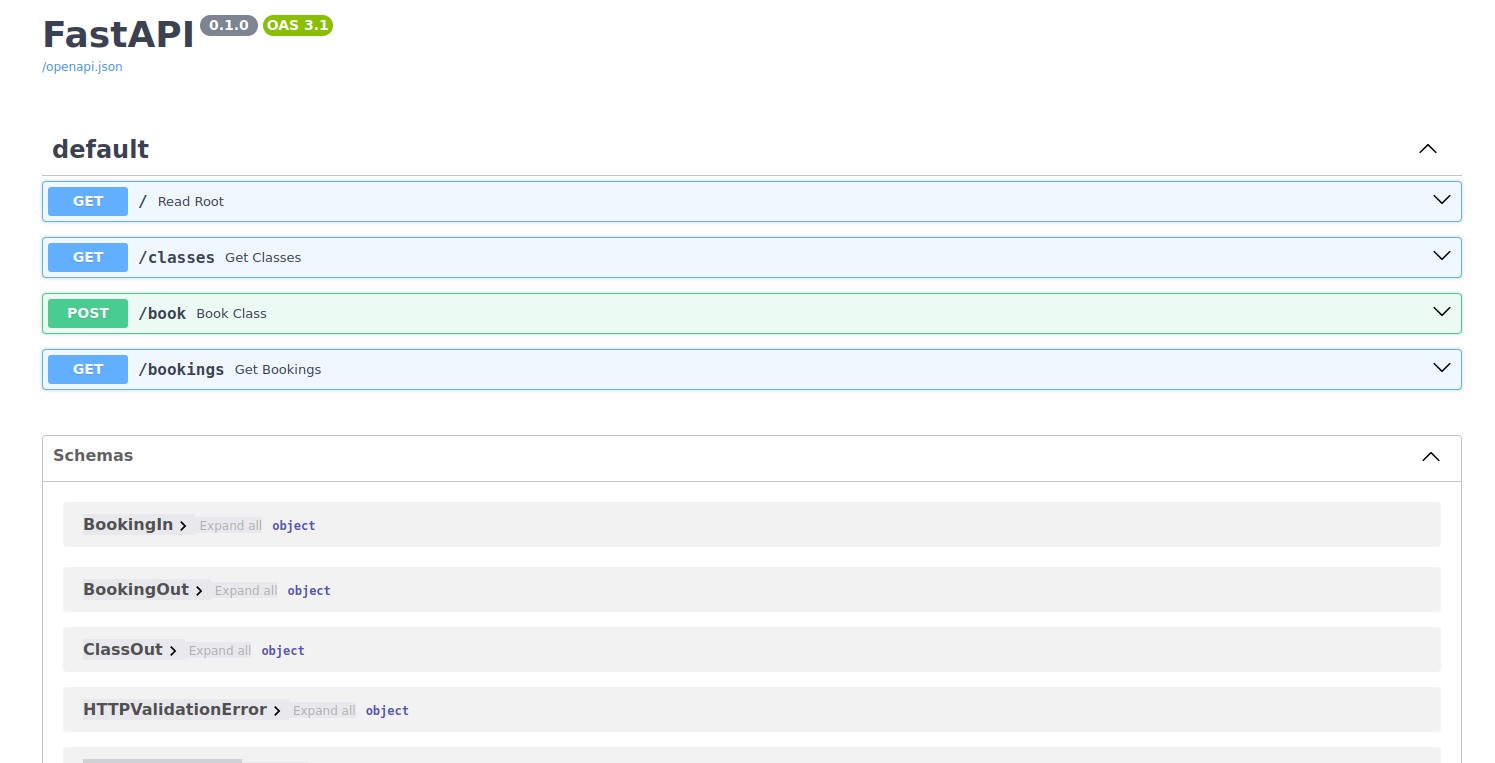 FastAPI 0.1.0 OAS 3.1
/openapi.json
default
GET / Read Root
GET /classes Get Classes
POST /book Book Class
GET /bookings Get Bookings
Schemas
BookingIn Expand all object
BookingOut Expand all object
ClassOut Expand all object
HTTPValidationError Expand all object